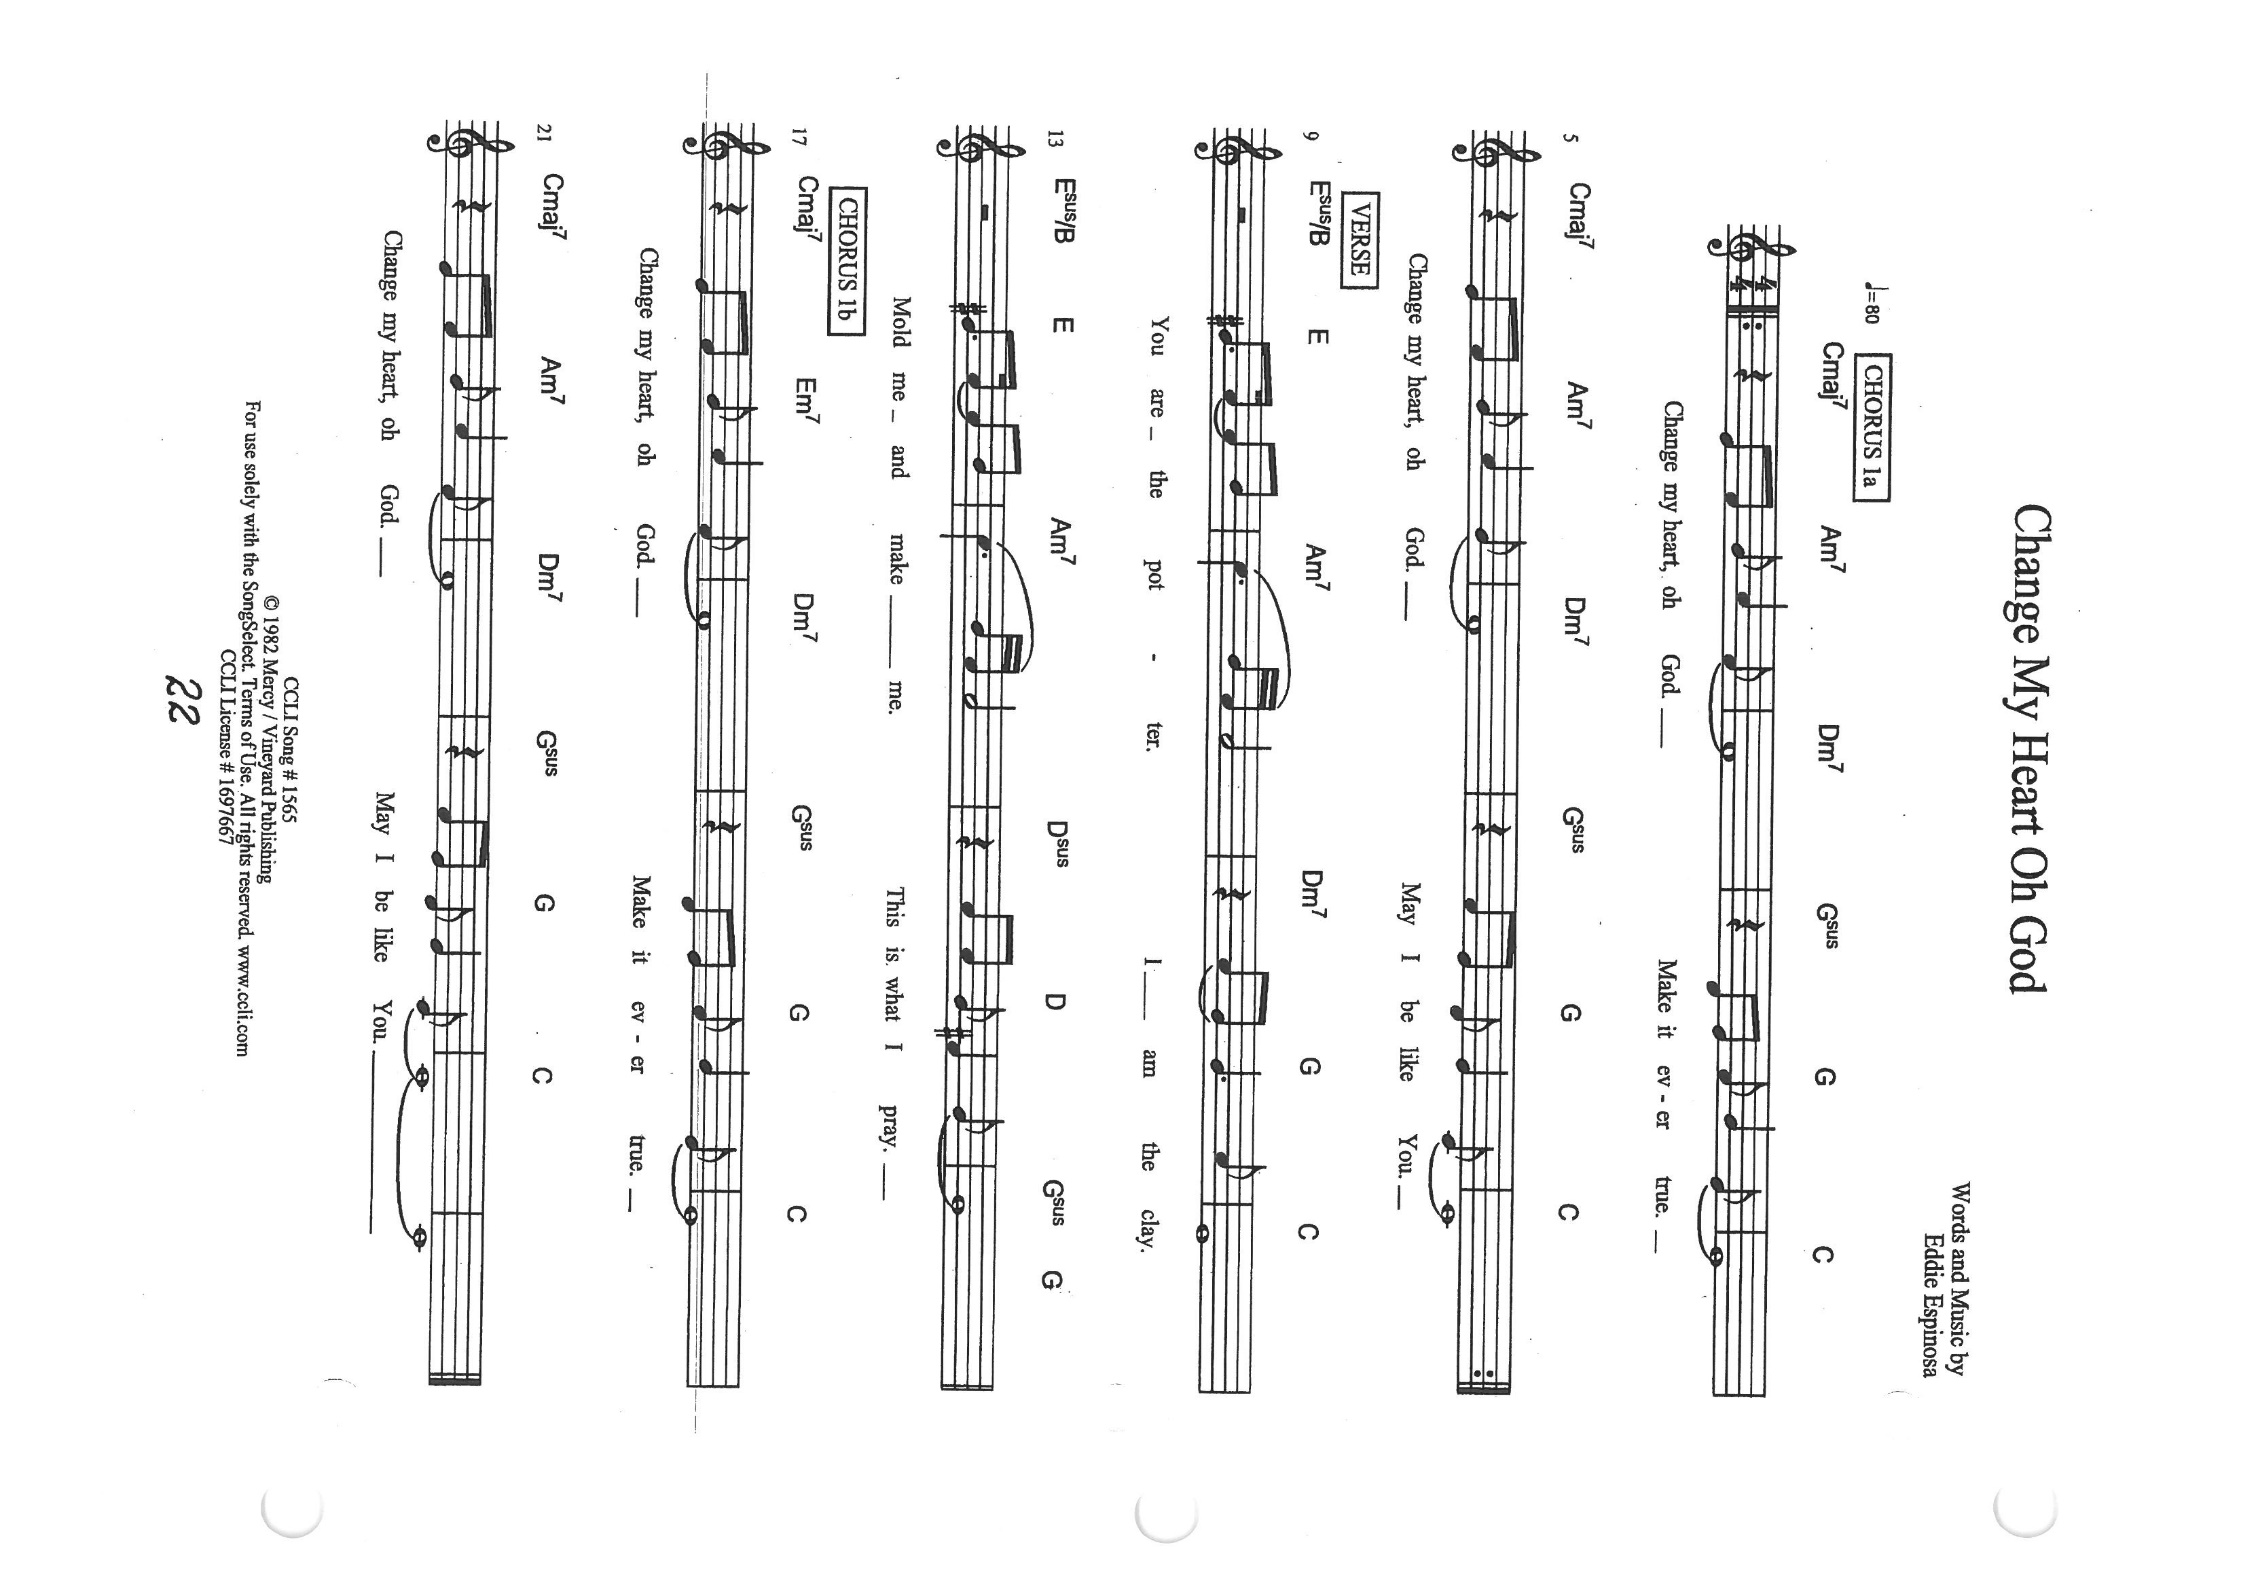 Change My Heart Oh God
Words and Music by
Eddie Espinosa
♩=80
CHORUS 1a
Cmaj7 Am7 Dm7 Gsus G C
Change my heart, oh God. Make it ev - er true.
5
Cmaj7 Am7 Dm7 Gsus G C
Change my heart, oh God. May I be like You.
VERSE
9
Esus/B E Am7 Dm7 G C
You are the pot - ter. I am the clay.
13
Esus/B E Am7 Dsus D Gsus G
Mold me and make me. This is what I pray.
CHORUS 1b
17
Cmaj7 Em7 Dm7 Gsus G C
Change my heart, oh God. Make it ev - er true.
21
Cmaj7 Am7 Dm7 Gsus G C
Change my heart, oh God. May I be like You.
CCLI Song # 1565
© 1982 Mercy / Vineyard Publishing
For use solely with the SongSelect. Terms of Use. All rights reserved. www.ccli.com
CCLI License # 1697667
22